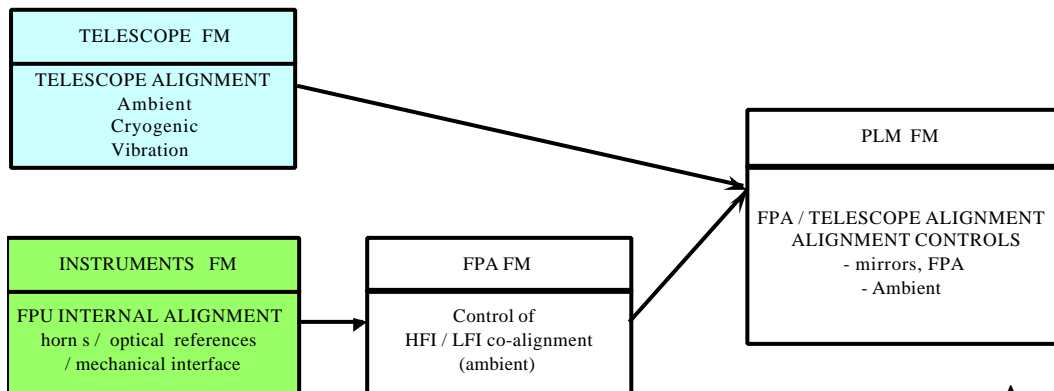 TELESCOPE FM
TELESCOPE ALIGNMENT
Ambient
Cryogenic
Vibration
PLM FM
FPA / TELESCOPE ALIGNMENT
ALIGNMENT CONTROLS
- mirrors, FPA
- Ambient
INSTRUMENTS FM
FPU INTERNAL ALIGNMENT
horn s / optical references
/ mechanical interface
FPA FM
Control of
HFI / LFI co-alignment
(ambient)